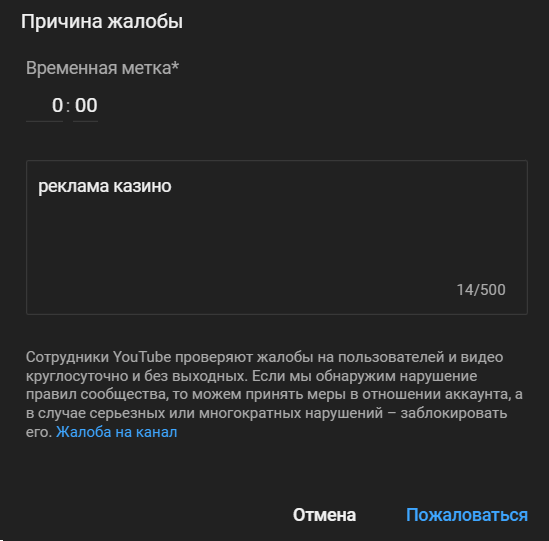 Причина жалобы
Временная метка*
0 : 00
реклама казино
14/500
Сотрудники YouTube проверяют жалобы на пользователей и видео
круглосуточно и без выходных. Если мы обнаружим нарушение
правил сообщества, то можем принять меры в отношении аккаунта, а
в случае серьезных или многократных нарушений – заблокировать
его. Жалоба на канал
Отмена Пожаловаться